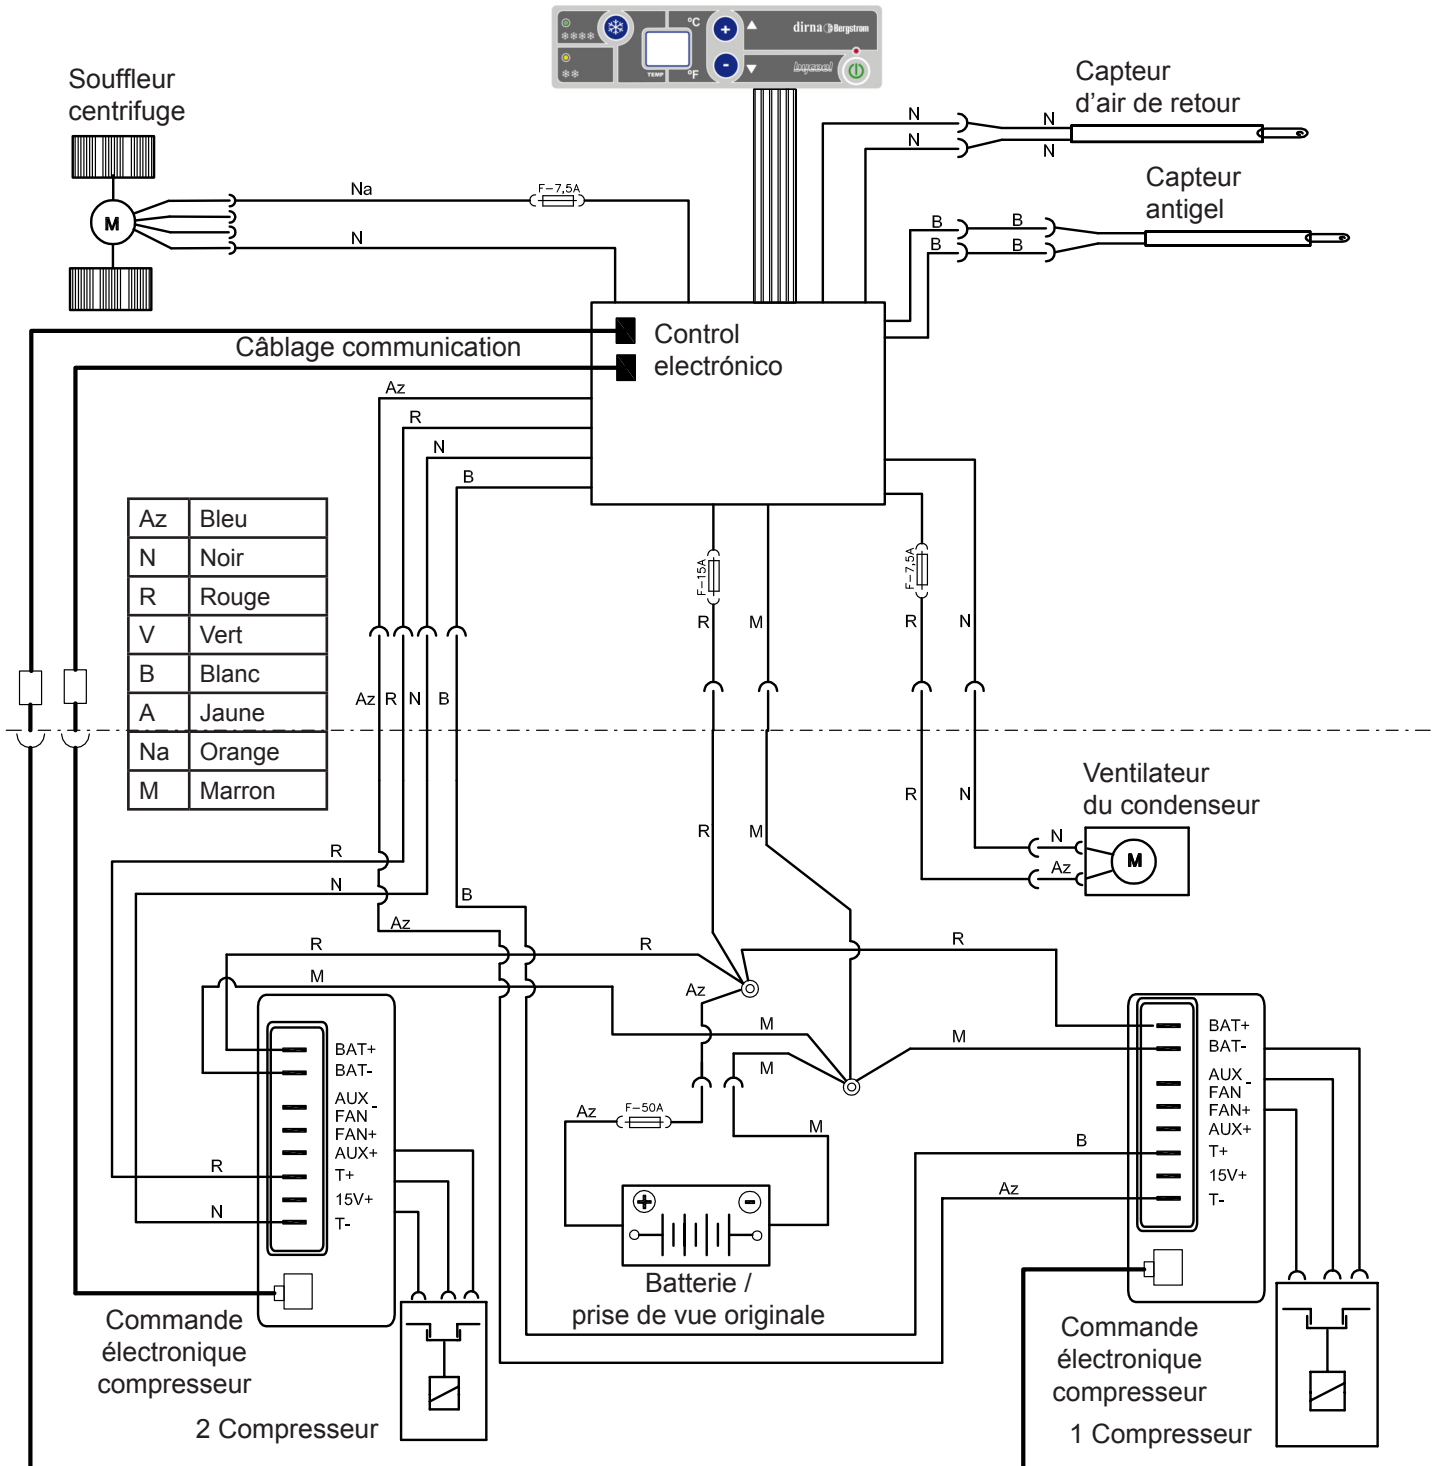 °C
dirna Bergstrom
TEMP
°F
bycool
Souffleur
centrifuge
Capteur
d'air de retour
N
N
N
N
Capteur
antigel
Na
F-7,5A
M
N
B
B
B
B
Câblage communication
Control
electrónico
Az
R
N
B
Az Bleu
N Noir
R Rouge
V Vert
B Blanc
A Jaune
Na Orange
M Marron
F-15A
F-7,5A
R
M
R
N
Az
R
N
B
Ventilateur
du condenseur
R
N
R
M
N
Az
M
R
N
B
Az
R
R
R
M
Az
M
M
M
BAT+
BAT-
AUX
FAN -
FAN+
AUX+
T+
15V+
T-
R
N
Az
F-50A
M
B
Az
BAT+
BAT-
AUX
FAN -
FAN+
AUX+
T+
15V+
T-
Batterie /
prise de vue originale
Commande
électronique
compresseur
2 Compresseur
Commande
électronique
compresseur
1 Compresseur